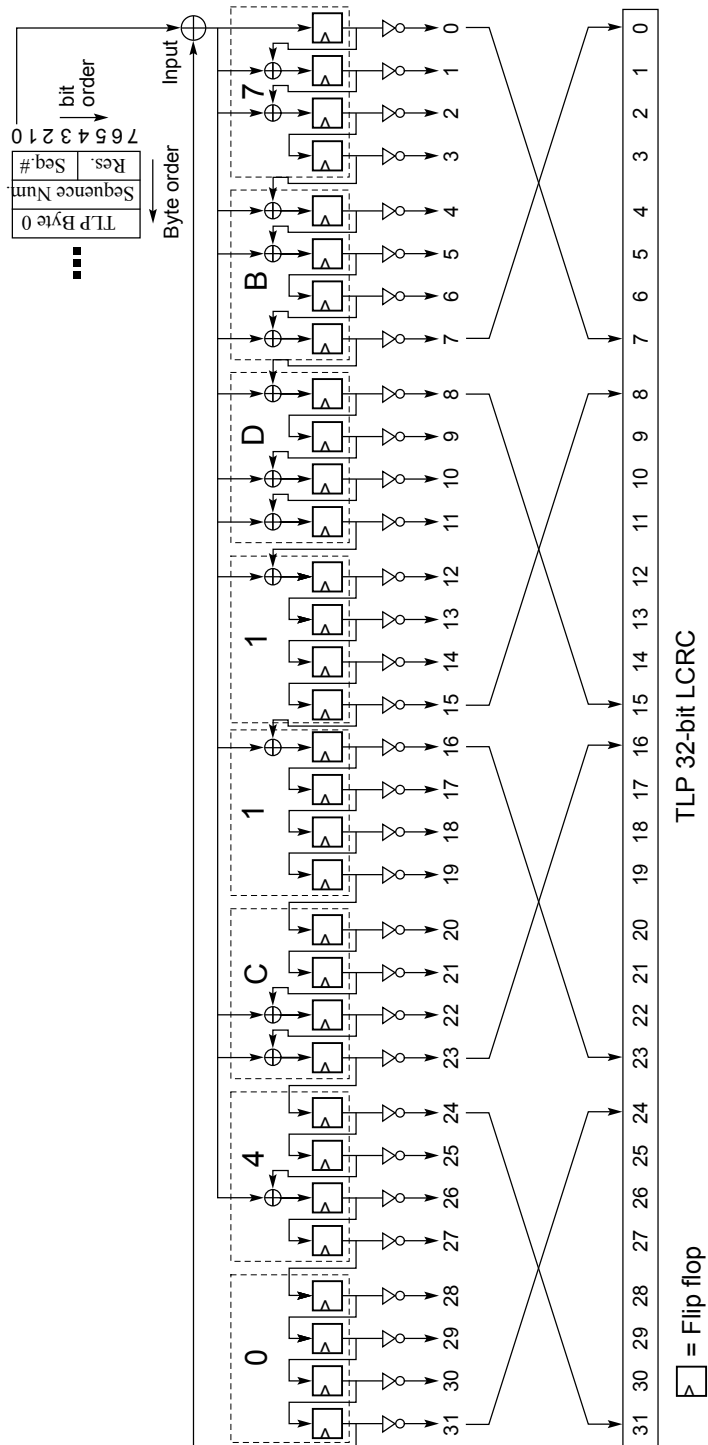 7 6 5 4 3 2 1 0
bit
order
Res. Seq.#
Sequence Num.
TLP Byte 0
Byte order
Input
0 4 C 1 1 D B 7
31 30 29 28 27 26 25 24 23 22 21 20 19 18 17 16 15 14 13 12 11 10 9 8 7 6 5 4 3 2 1 0
31 30 29 28 27 26 25 24 23 22 21 20 19 18 17 16 15 14 13 12 11 10 9 8 7 6 5 4 3 2 1 0
TLP 32-bit LCRC
= Flip flop